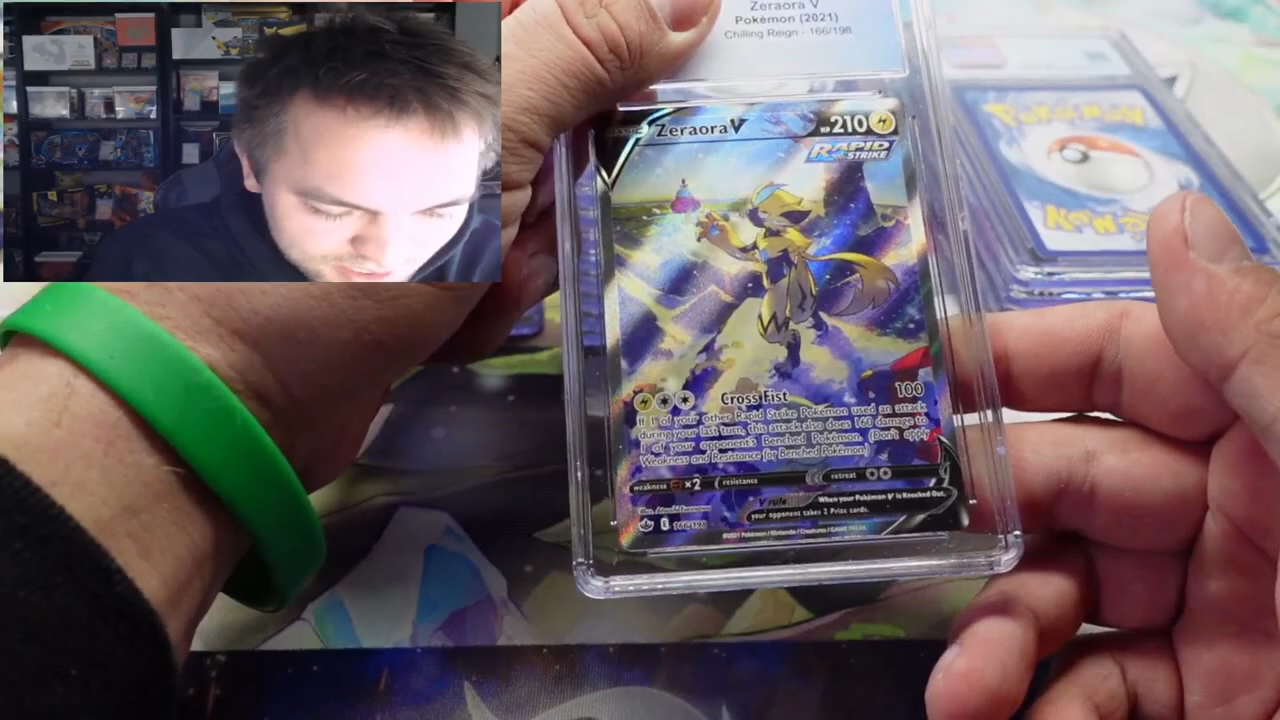 Zeraora V
Pokémon (2021)
Chilling Reign - 166/198
BASIC Zeraora V HP 210
RAPID
STRIKE
Cross Fist 100
If 1 of your other Rapid Strike Pokémon used an attack
during your last turn, this attack also does 160 damage to
1 of your opponent's Benched Pokémon. (Don't apply
Weakness and Resistance for Benched Pokémon.)
weakness ×2 resistance retreat
V rule When your Pokémon V is Knocked Out,
your opponent takes 2 Prize cards.
E 166/198
©2021 Pokémon / Nintendo / Creatures / GAME FREAK
Pokémon